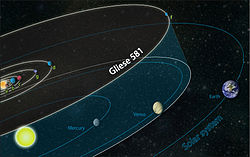 Gliese 581
Mercury
Venus
Earth
Solar system